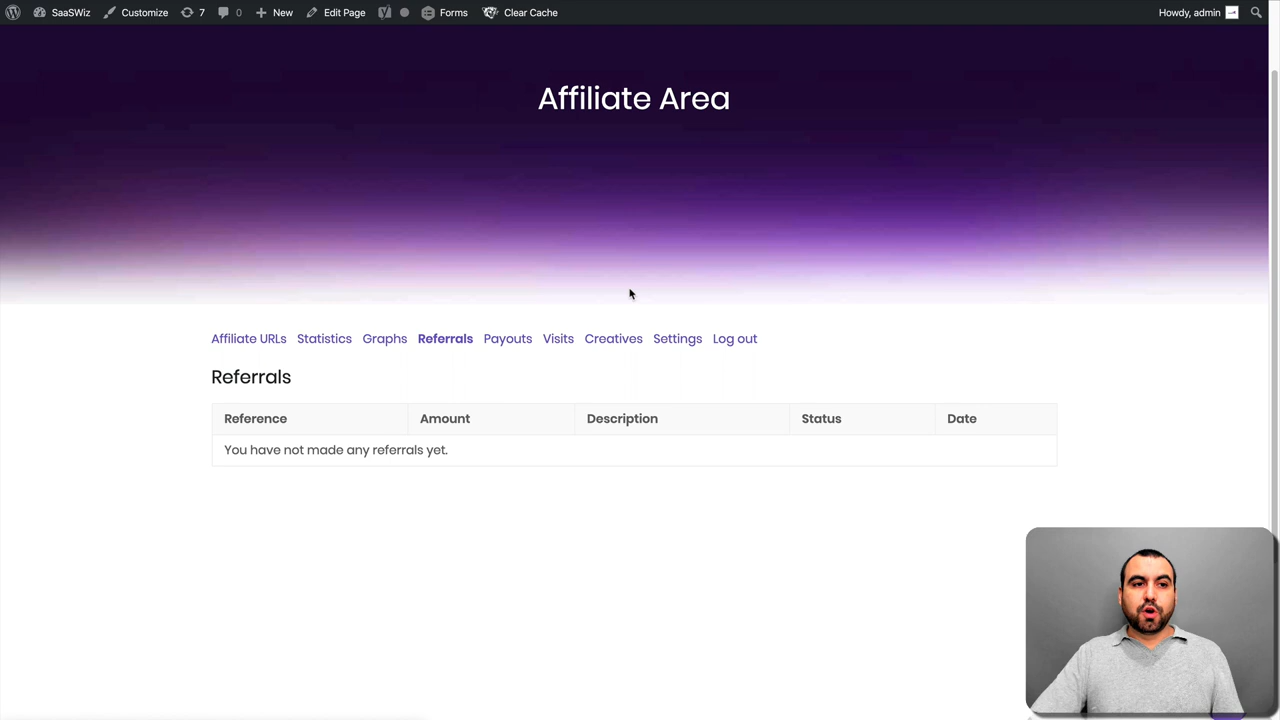 SaaSWiz Customize 7 0 New Edit Page Forms Clear Cache Howdy, admin
Affiliate Area
Affiliate URLs Statistics Graphs Referrals Payouts Visits Creatives Settings Log out
Referrals
Reference Amount Description Status Date
You have not made any referrals yet.